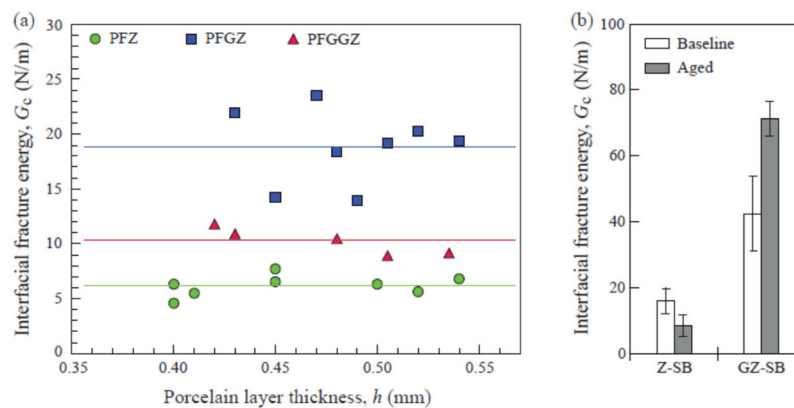 (a)
30
25
20
15
10
5
0
PFZ PFGZ PFGGZ
Interfacial fracture energy, Gc (N/m)
0.35 0.40 0.45 0.50 0.55
Porcelain layer thickness, h (mm)
(b)
100
80
60
40
20
0
Baseline
Aged
Interfacial fracture energy, Gc (N/m)
Z-SB GZ-SB